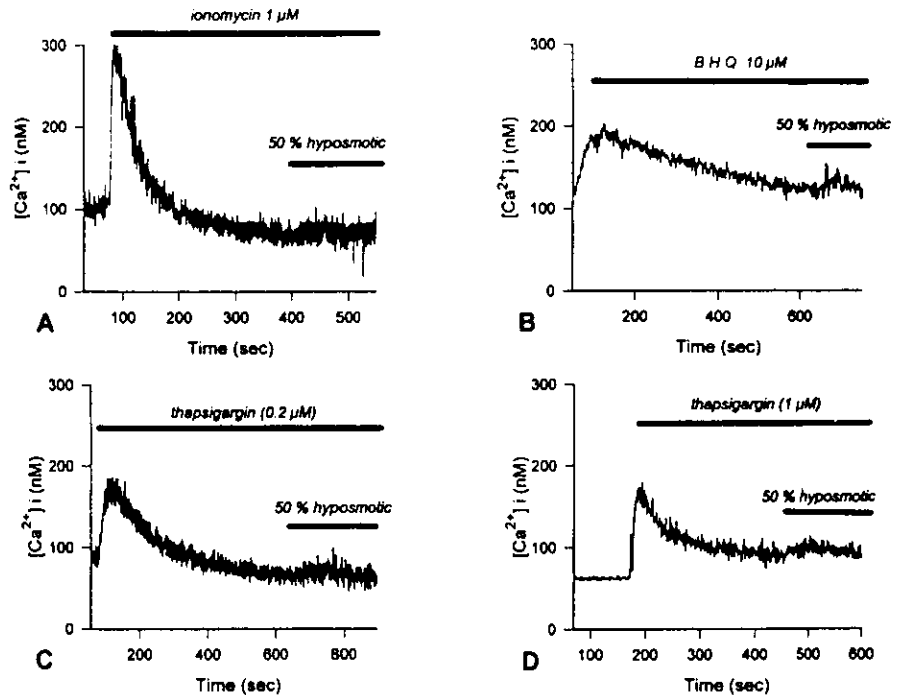 ionomycin 1 µM
300
200
100
0
[Ca2+] i (nM)
50 % hyposmotic
100 200 300 400 500
Time (sec)
A
B H Q 10 µM
300
200
100
0
[Ca2+] i (nM)
50 % hyposmotic
200 400 600
Time (sec)
B
thapsigargin (0.2 µM)
300
200
100
0
[Ca2+] i (nM)
50 % hyposmotic
200 400 600 800
Time (sec)
C
thapsigargin (1 µM)
300
200
100
0
[Ca2+] i (nM)
50 % hyposmotic
100 200 300 400 500 600
Time (sec)
D